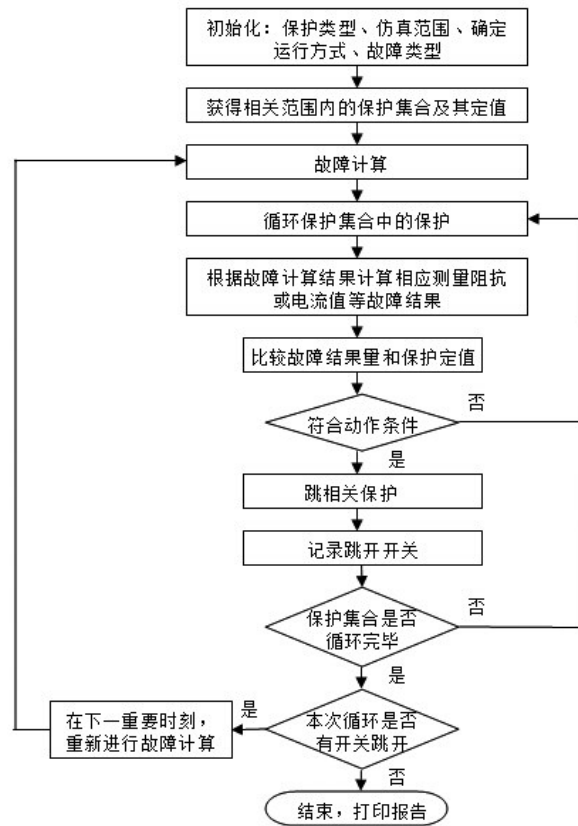 初始化：保护类型、仿真范围、确定
运行方式、故障类型
获得相关范围内的保护集合及其定值
故障计算
循环保护集合中的保护
根据故障计算结果计算相应测量阻抗
或电流值等故障结果
比较故障结果量和保护定值
符合动作条件
否
是
跳相关保护
记录跳开开关
保护集合是否
循环完毕
否
是
本次循环是否
有开关跳开
是
在下一重要时刻，
重新进行故障计算
否
结束，打印报告